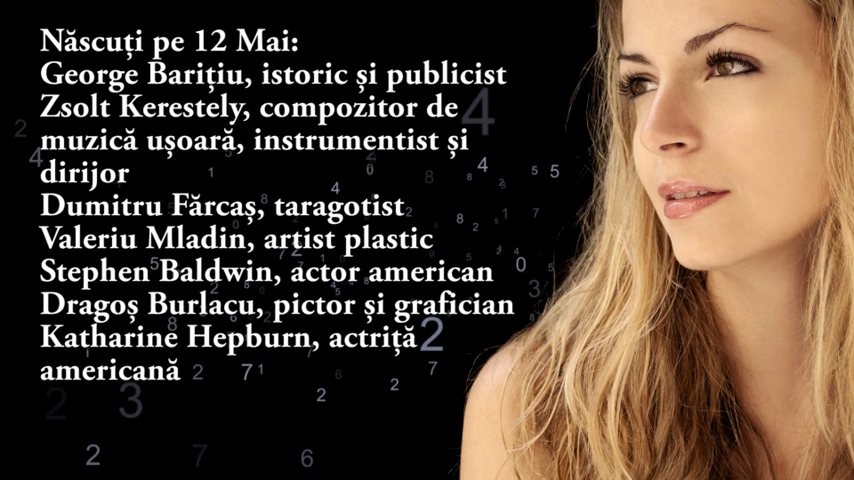 Născuți pe 12 Mai:
George Barițiu, istoric și publicist
Zsolt Kerestely, compozitor de
muzică ușoară, instrumentist și
dirijor
Dumitru Fărcaș, taragotist
Valeriu Mladin, artist plastic
Stephen Baldwin, actor american
Dragoș Burlacu, pictor și grafician
Katharine Hepburn, actriță
americană